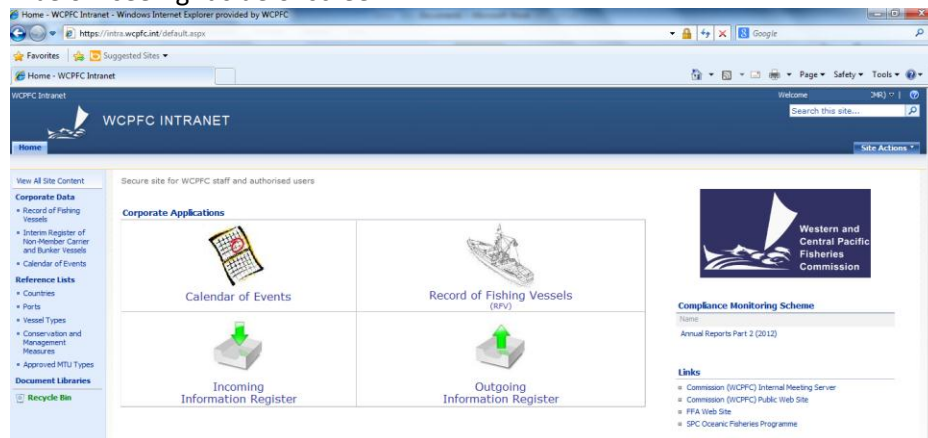 Home - WCPFC Intranet - Windows Internet Explorer provided by WCPFC
https://intra.wcpfc.int/default.aspx
Google
Favorites
Suggested Sites
Home - WCPFC Intranet
Page Safety Tools
WCPFC Intranet
Welcome
WCPFC INTRANET
Search this site...
Home
Site Actions
View All Site Content
Corporate Data
Record of Fishing
Vessels
Interim Register of
Non-Member Carrier
and Bunker Vessels
Calendar of Events
Reference Lists
Countries
Ports
Vessel Types
Conservation and
Management
Measures
Approved MTU Types
Document Libraries
Recycle Bin
Secure site for WCPFC staff and authorised users
Corporate Applications
Calendar of Events
Record of Fishing Vessels
(RFV)
Incoming
Information Register
Outgoing
Information Register
Western and
Central Pacific
Fisheries
Commission
Compliance Monitoring Scheme
Name
Annual Reports Part 2 (2012)
Links
Commission (WCPFC) Internal Meeting Server
Commission (WCPFC) Public Web Site
FFA Web Site
SPC Oceanic Fisheries Programme